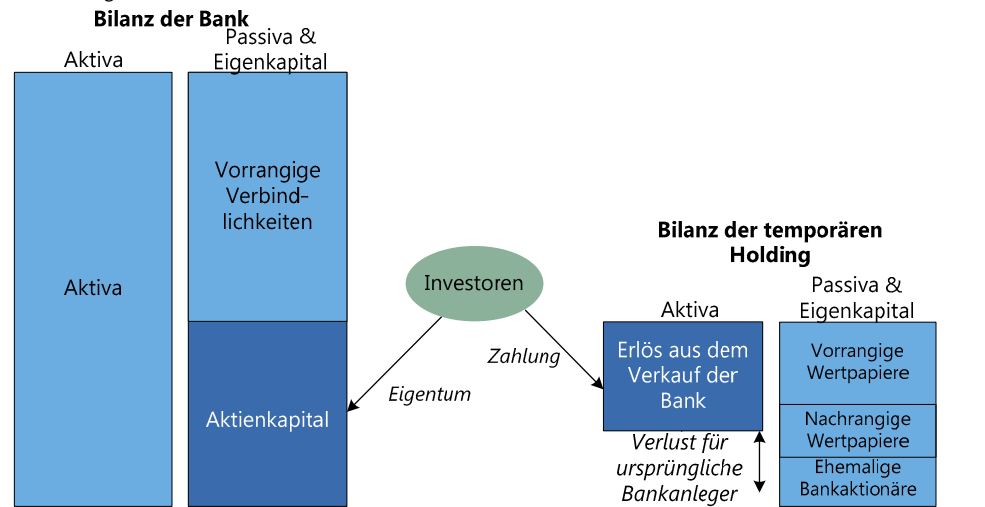 Bilanz der Bank
Aktiva
Passiva &
Eigenkapital
Aktiva
Vorrangige
Verbind-
lichkeiten
Aktienkapital
Investoren
Eigentum
Zahlung
Bilanz der temporären
Holding
Aktiva
Passiva &
Eigenkapital
Erlös aus dem
Verkauf der
Bank
Verlust für
ursprüngliche
Bankanleger
Vorrangige
Wertpapiere
Nachrangige
Wertpapiere
Ehemalige
Bankaktionäre